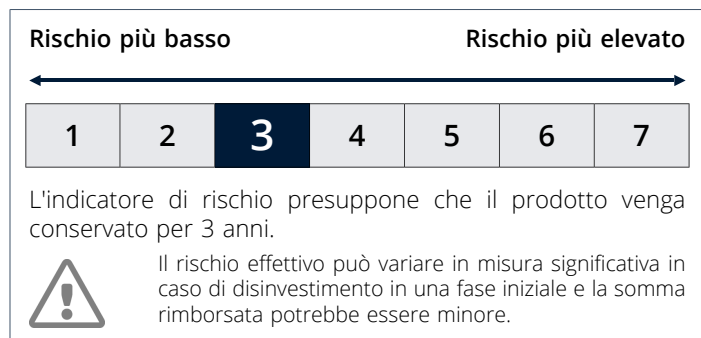 Rischio più basso Rischio più elevato
1 2 3 4 5 6 7
L'indicatore di rischio presuppone che il prodotto venga
conservato per 3 anni.
Il rischio effettivo può variare in misura significativa in
caso di disinvestimento in una fase iniziale e la somma
rimborsata potrebbe essere minore.